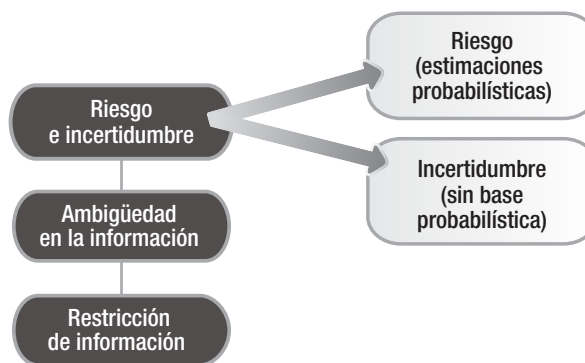 Riesgo
e incertidumbre
Ambigüedad
en la información
Restricción
de información
Riesgo
(estimaciones
probabilísticas)
Incertidumbre
(sin base
probabilística)